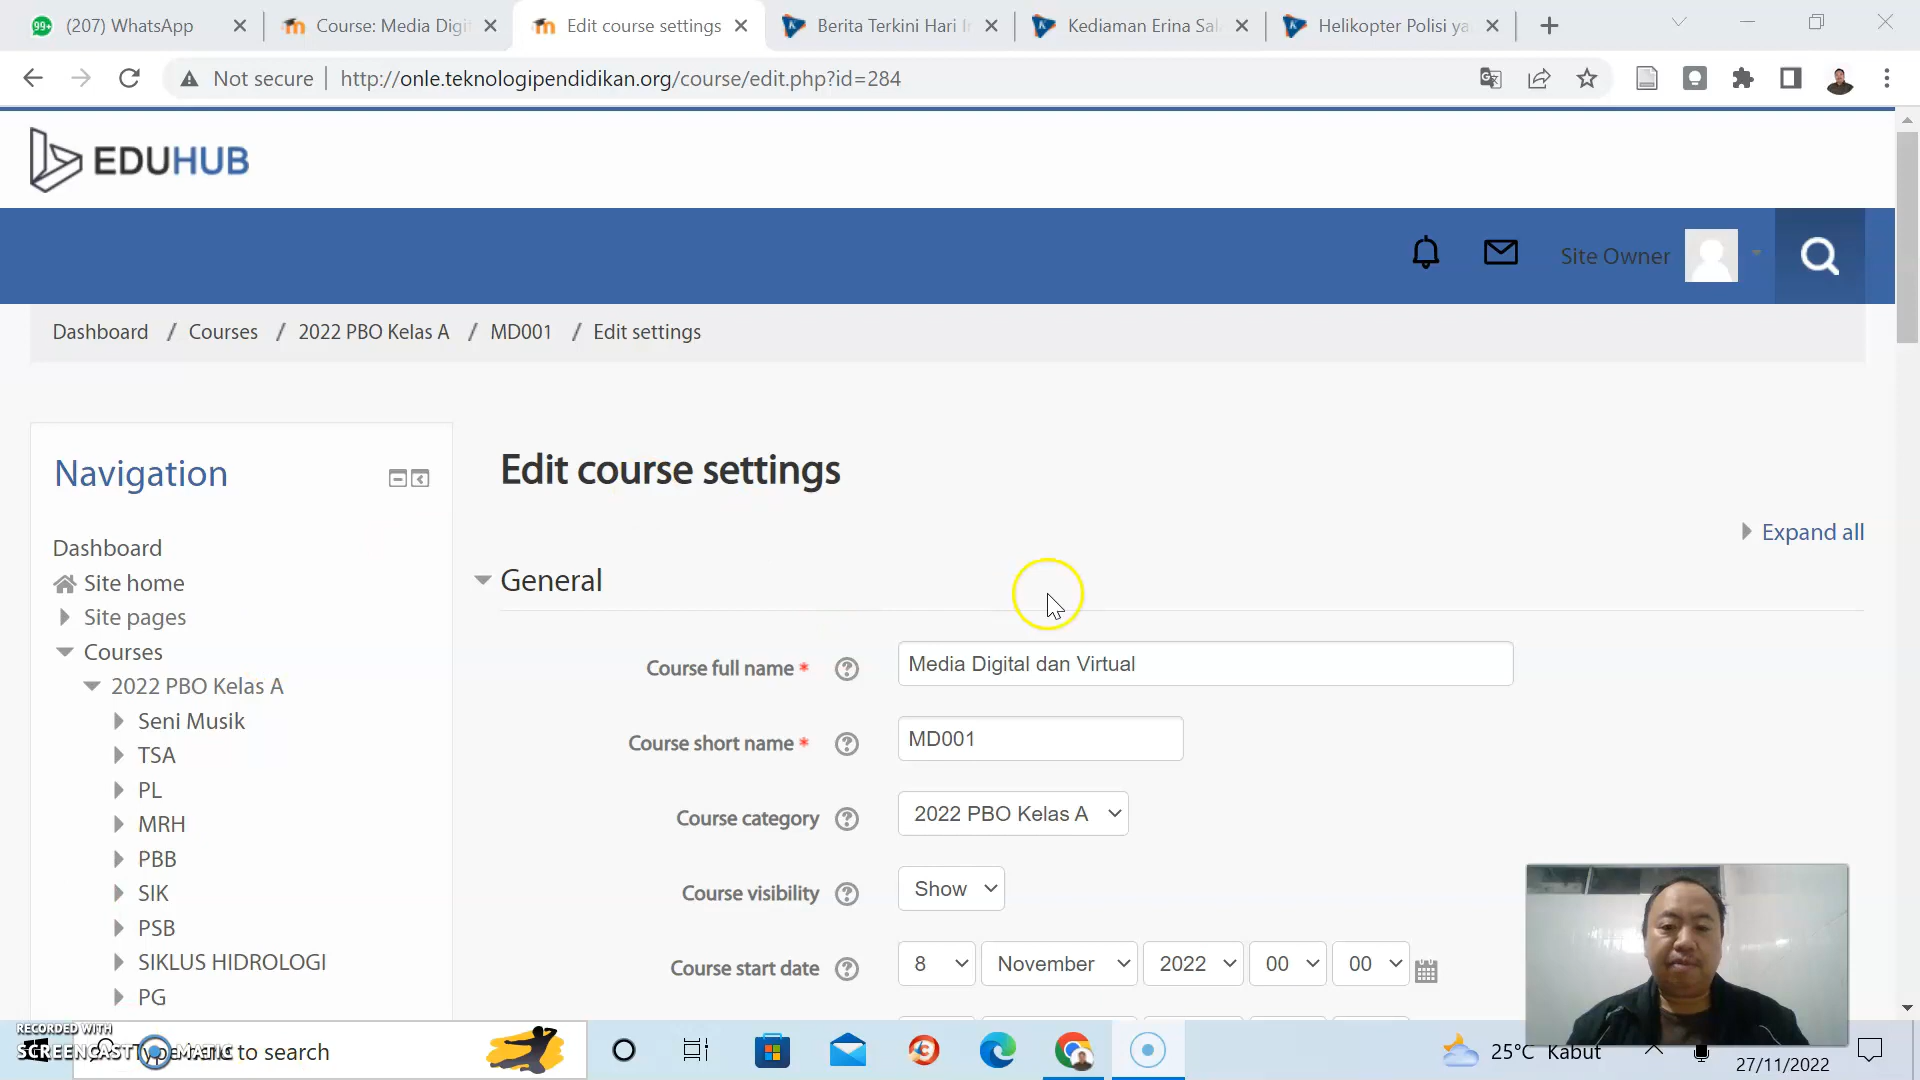 (207) WhatsApp
Course: Media Digit
Edit course settings
Berita Terkini Hari In
Kediaman Erina Sal
Helikopter Polisi ya
Not secure
http://onle.teknologipendidikan.org/course/edit.php?id=284
EDUHUB
Site Owner
Dashboard / Courses / 2022 PBO Kelas A / MD001 / Edit settings
Navigation
Dashboard
Site home
Site pages
Courses
2022 PBO Kelas A
Seni Musik
TSA
PL
MRH
PBB
SIK
PSB
SIKLUS HIDROLOGI
PG
Edit course settings
Expand all
General
Course full name * Media Digital dan Virtual
Course short name * MD001
Course category 2022 PBO Kelas A
Course visibility Show
Course start date 8 November 2022 00 00
RECORDED WITH
SCREENCAST MATIC
to search
25°C Kabut
27/11/2022